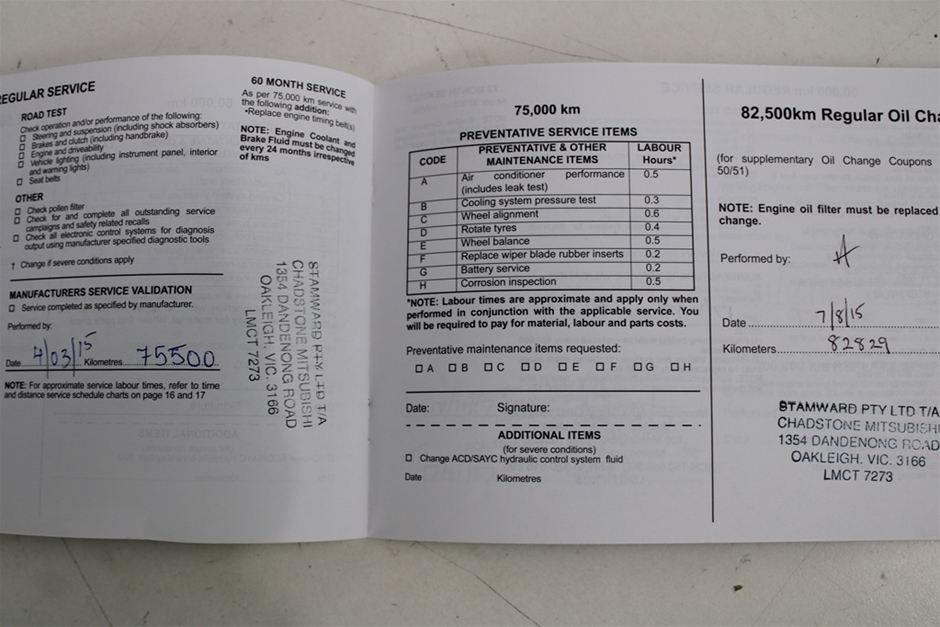 REGULAR SERVICE
ROAD TEST
Check operation and/or performance of the following:
☐ Steering and suspension (including shock absorbers)
☐ Brakes and clutch (including handbrake)
☐ Engine and driveability
☐ Vehicle lighting (including instrument panel, interior
and warning lights)
☐ Seat belts
OTHER
☐ Check pollen filter
☐ Check for and complete all outstanding service
campaigns and safety related recalls
☐ Check all electronic control systems for diagnosis
output using manufacturer specified diagnostic tools
† Change if severe conditions apply
MANUFACTURERS SERVICE VALIDATION
☐ Service completed as specified by manufacturer.
Performed by:
Date 4/03/15 Kilometres 75500
NOTE: For approximate service labour times, refer to time
and distance service schedule charts on page 16 and 17
60 MONTH SERVICE
As per 75,000 km service with
the following addition:
•Replace engine timing belt(s)
NOTE: Engine Coolant and
Brake Fluid must be changed
every 24 months irrespective
of kms
STAMWARD PTY LTD T/A
CHADSTONE MITSUBISHI
1354 DANDENONG ROAD
OAKLEIGH, VIC. 3166
LMCT 7273
75,000 km
PREVENTATIVE SERVICE ITEMS
CODE PREVENTATIVE & OTHER MAINTENANCE ITEMS LABOUR Hours*
A Air conditioner performance (includes leak test) 0.5
B Cooling system pressure test 0.3
C Wheel alignment 0.6
D Rotate tyres 0.4
E Wheel balance 0.5
F Replace wiper blade rubber inserts 0.2
G Battery service 0.2
H Corrosion inspection 0.5
*NOTE: Labour times are approximate and apply only when
performed in conjunction with the applicable service. You
will be required to pay for material, labour and parts costs.
Preventative maintenance items requested:
☐ A ☐ B ☐ C ☐ D ☐ E ☐ F ☐ G ☐ H
Date: Signature:
ADDITIONAL ITEMS
(for severe conditions)
☐ Change ACD/SAYC hydraulic control system fluid
Date Kilometres
82,500km Regular Oil Cha
(for supplementary Oil Change Coupons
50/51)
NOTE: Engine oil filter must be replaced
change.
Performed by:
Date 7/8/15
Kilometers 82829
STAMWARD PTY LTD T/A
CHADSTONE MITSUBISHI
1354 DANDENONG ROAD
OAKLEIGH, VIC. 3166
LMCT 7273